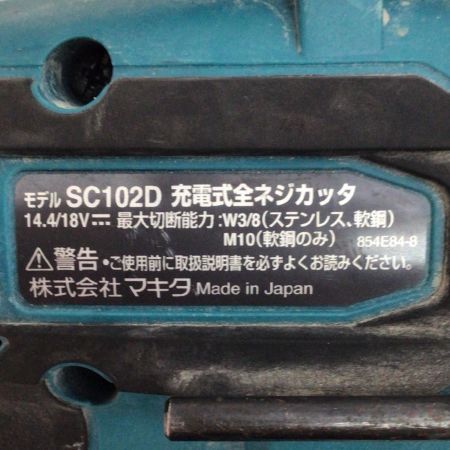 モデル SC102D 充電式全ネジカッタ
14.4/18V⎓ 最大切断能力:W3/8(ステンレス、軟鋼)
M10(軟鋼のみ) 854E84-8
⚠警告・ご使用前に取扱説明書を必ずよくお読みください。
株式会社マキタ Made in Japan